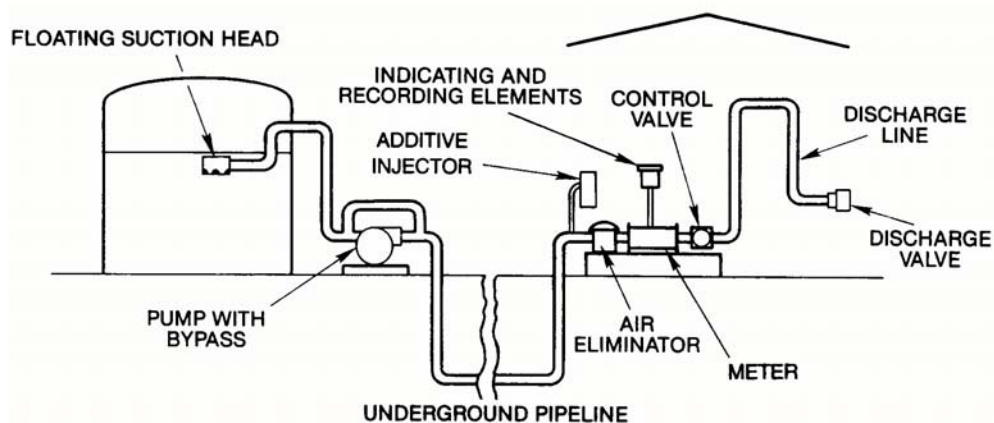 FLOATING SUCTION HEAD
INDICATING AND
RECORDING ELEMENTS
ADDITIVE
INJECTOR
CONTROL
VALVE
DISCHARGE
LINE
DISCHARGE
VALVE
PUMP WITH
BYPASS
AIR
ELIMINATOR
METER
UNDERGROUND PIPELINE